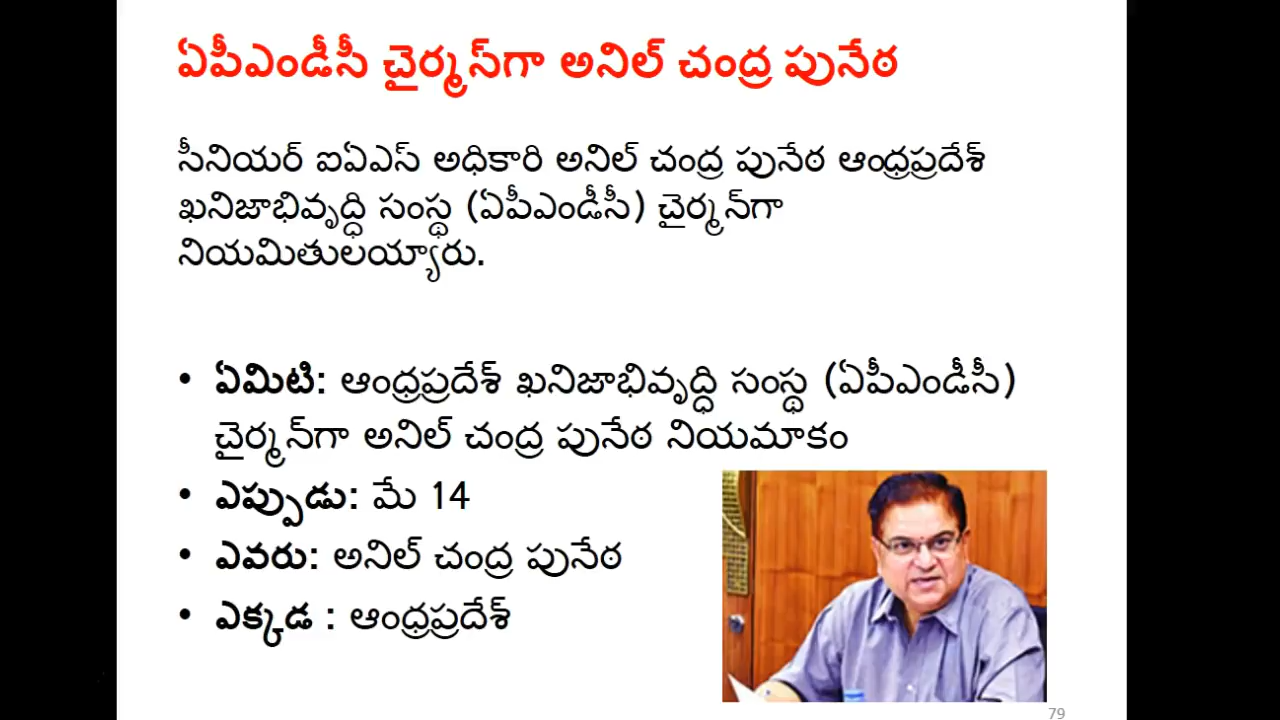 ఏపీఎండీసీ చైర్మన్‌గా అనిల్ చంద్ర పునేఠ
సీనియర్ ఐఏఎస్ అధికారి అనిల్ చంద్ర పునేఠ ఆంధ్రప్రదేశ్
ఖనిజాభివృద్ధి సంస్థ (ఏపీఎండీసీ) చైర్మన్‌గా
నియమితులయ్యారు.
• ఏమిటి: ఆంధ్రప్రదేశ్ ఖనిజాభివృద్ధి సంస్థ (ఏపీఎండీసీ)
చైర్మన్‌గా అనిల్ చంద్ర పునేఠ నియమాకం
• ఎప్పుడు: మే 14
• ఎవరు: అనిల్ చంద్ర పునేఠ
• ఎక్కడ : ఆంధ్రప్రదేశ్
79